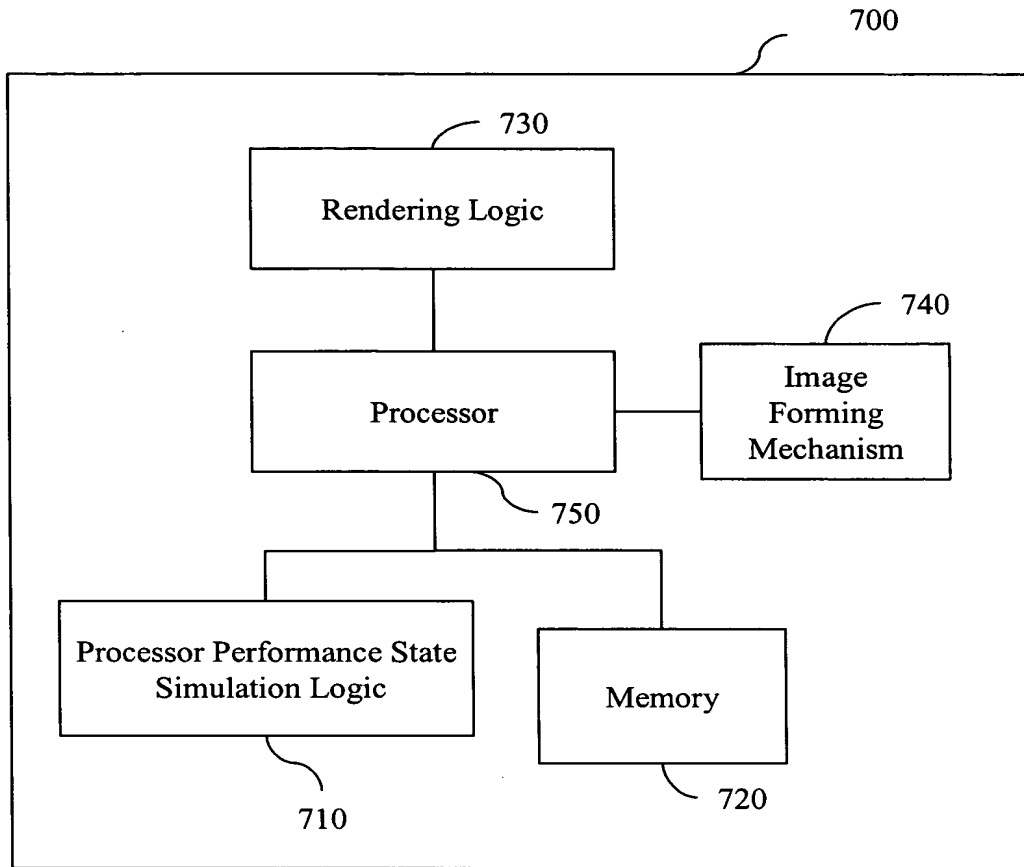 700
730
Rendering Logic
740
Image
Forming
Mechanism
Processor
750
Processor Performance State
Simulation Logic
Memory
720
710